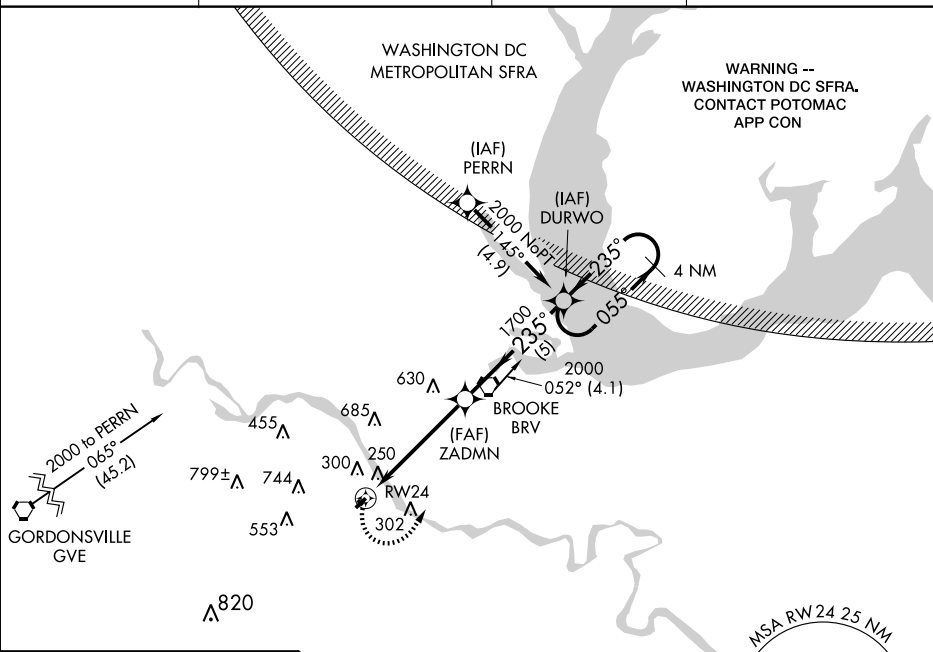 WASHINGTON DC
METROPOLITAN SFRA
WARNING --
WASHINGTON DC SFRA.
CONTACT POTOMAC
APP CON
(IAF)
PERRN
(IAF)
DURWO
2000 NoPT
145°
(4.9)
235°
4 NM
055°
1700
235°
(5)
2000
052° (4.1)
630
BROOKE
BRV
(FAF)
ZADMN
685
455
2000 to PERRN
065°
(45.2)
799±
744
300
250
RW24
302
553
GORDONSVILLE
GVE
820
MSA RW24 25 NM